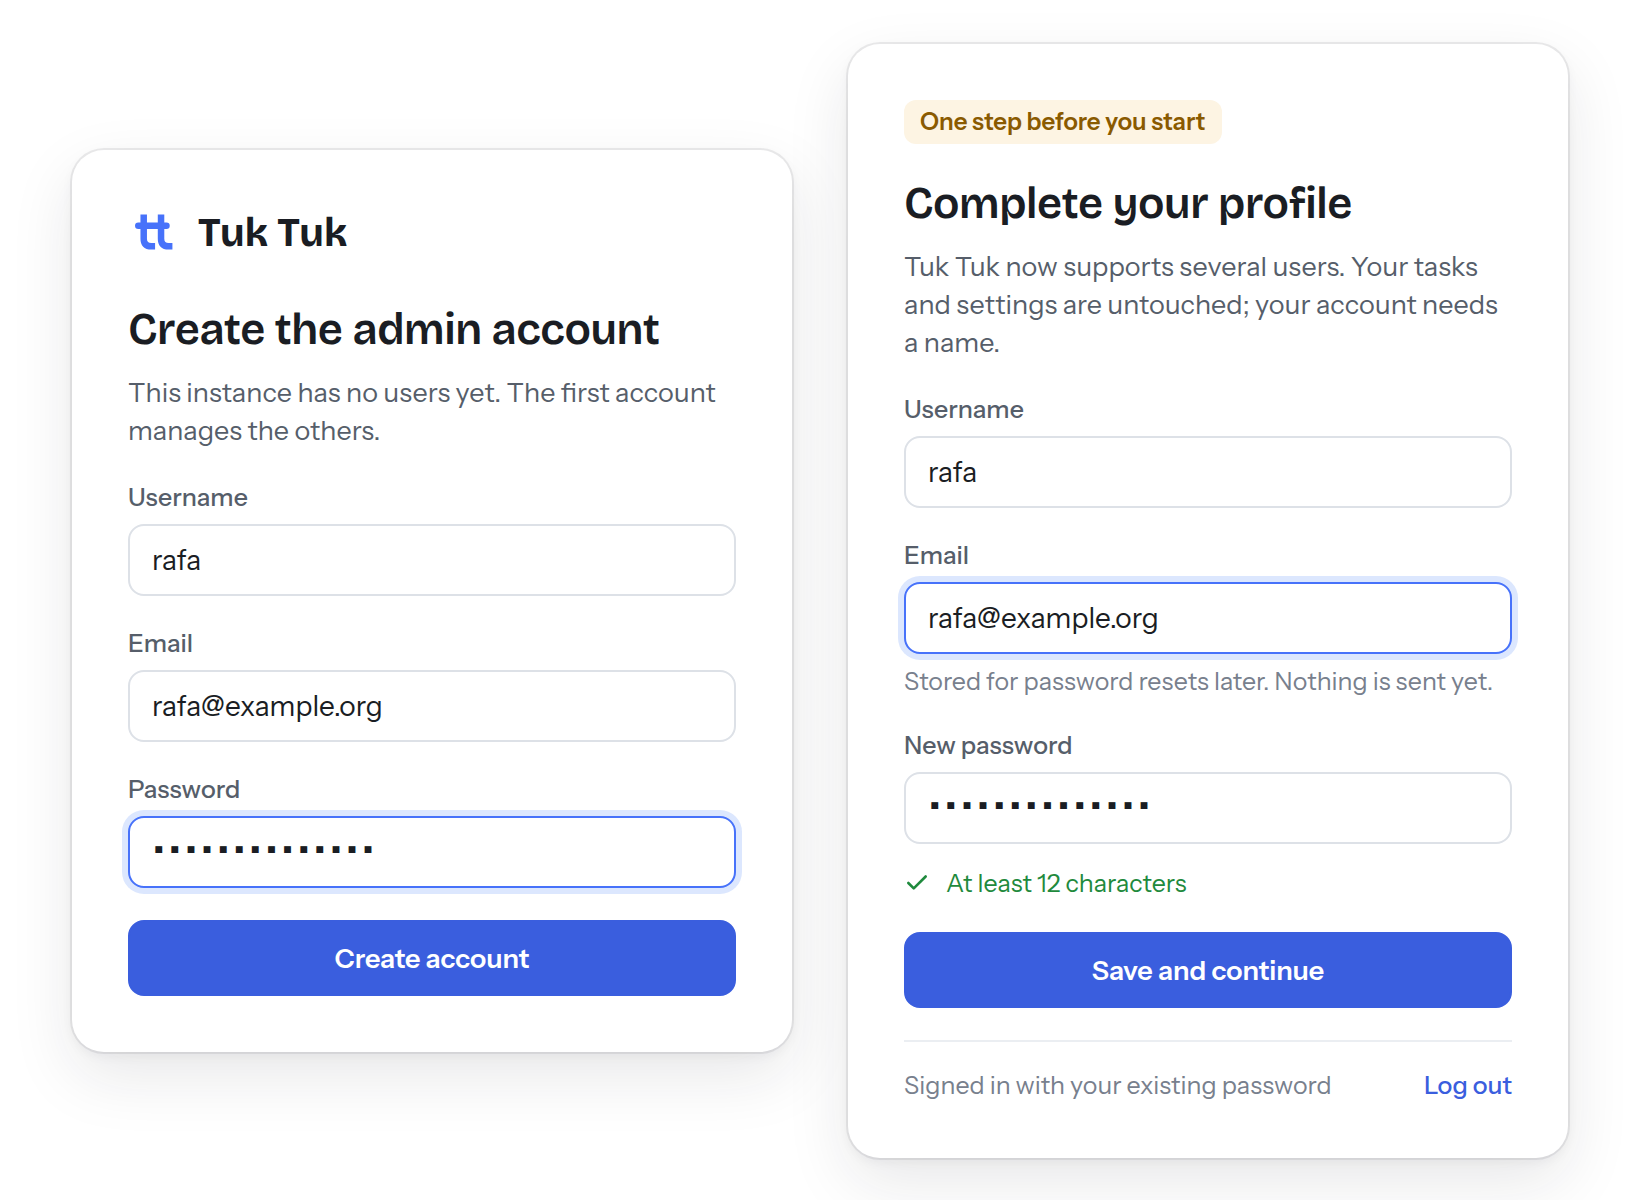 tt Tuk Tuk
Create the admin account
This instance has no users yet. The first account
manages the others.
Username
rafa
Email
rafa@example.org
Password
Create account
One step before you start
Complete your profile
Tuk Tuk now supports several users. Your tasks
and settings are untouched; your account needs
a name.
Username
rafa
Email
rafa@example.org
Stored for password resets later. Nothing is sent yet.
New password
At least 12 characters
Save and continue
Signed in with your existing password
Log out